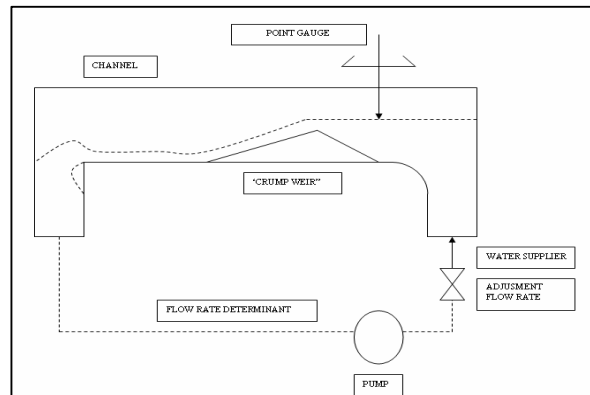 POINT GAUGE
CHANNEL
'CRUMP WEIR"
WATER SUPPLIER
ADJUSMENT
FLOW RATE
FLOW RATE DETERMINANT
PUMP